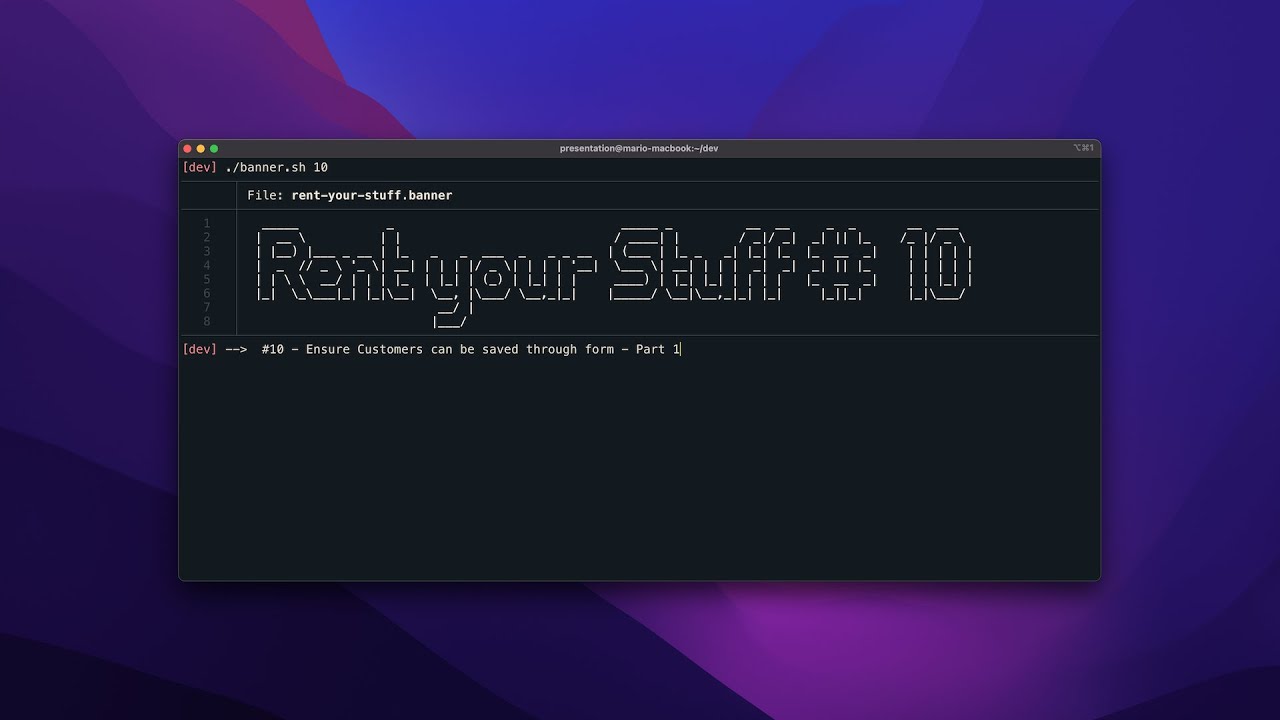 presentation@mario-macbook:~/dev
⌥⌘1
[dev] ./banner.sh 10
File: rent-your-stuff.banner
1
2
3
4
5
6
7
8
Rent your Stuff # 10
[dev] -->  #10 - Ensure Customers can be saved through form - Part 1